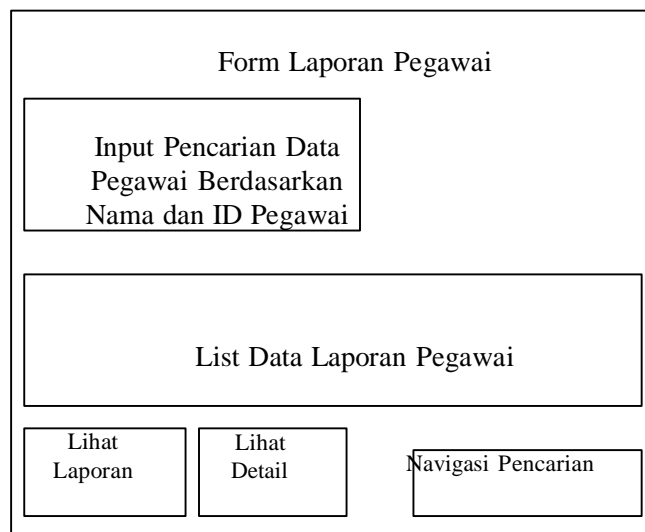 Form Laporan Pegawai
Input Pencarian Data
Pegawai Berdasarkan
Nama dan ID Pegawai
List Data Laporan Pegawai
Lihat
Laporan
Lihat
Detail
Navigasi Pencarian